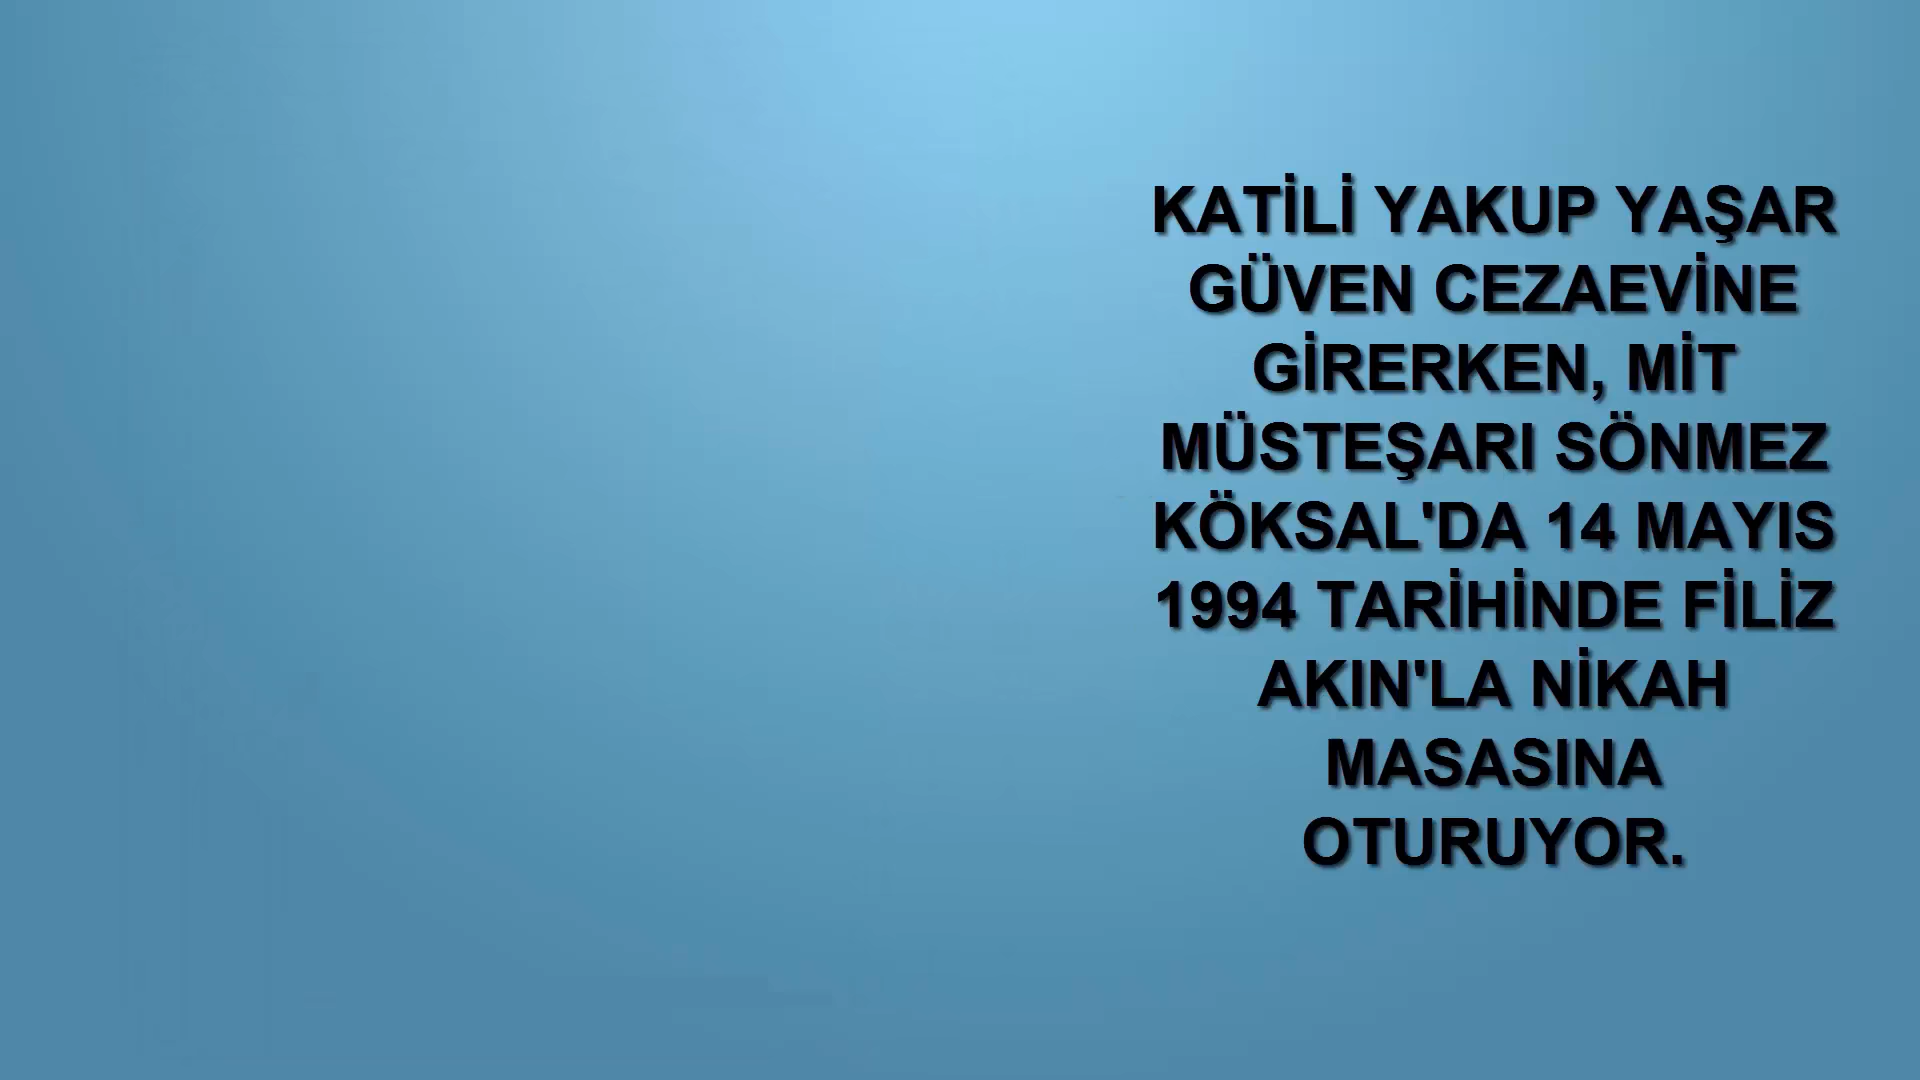 KATİLİ YAKUP YAŞAR
GÜVEN CEZAEVİNE
GİRERKEN, MİT
MÜSTEŞARI SÖNMEZ
KÖKSAL'DA 14 MAYIS
1994 TARİHİNDE FİLİZ
AKIN'LA NİKAH
MASASINA
OTURUYOR.